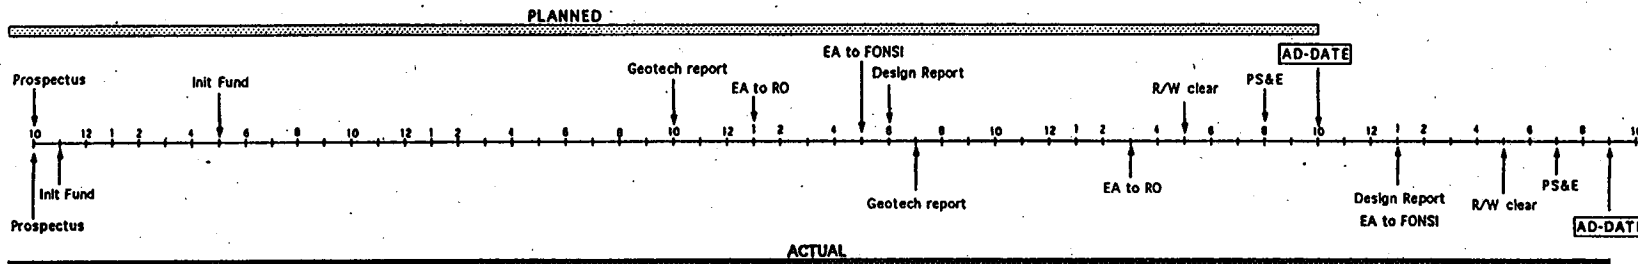 PLANNED
EA to FONSI
AD-DATE
Prospectus
Init Fund
Geotech report
EA to RO
Design Report
R/W clear
PS&E
10 12 1 2 4 6 8 10 12 1 2 4 6 8 10 12 1 2 4 6 8 10 12 1 2 4 6 8 10 12 1 2 4 6 8 10
Init Fund
Prospectus
Geotech report
EA to RO
Design Report
EA to FONSI
R/W clear
PS&E
AD-DATE
ACTUAL